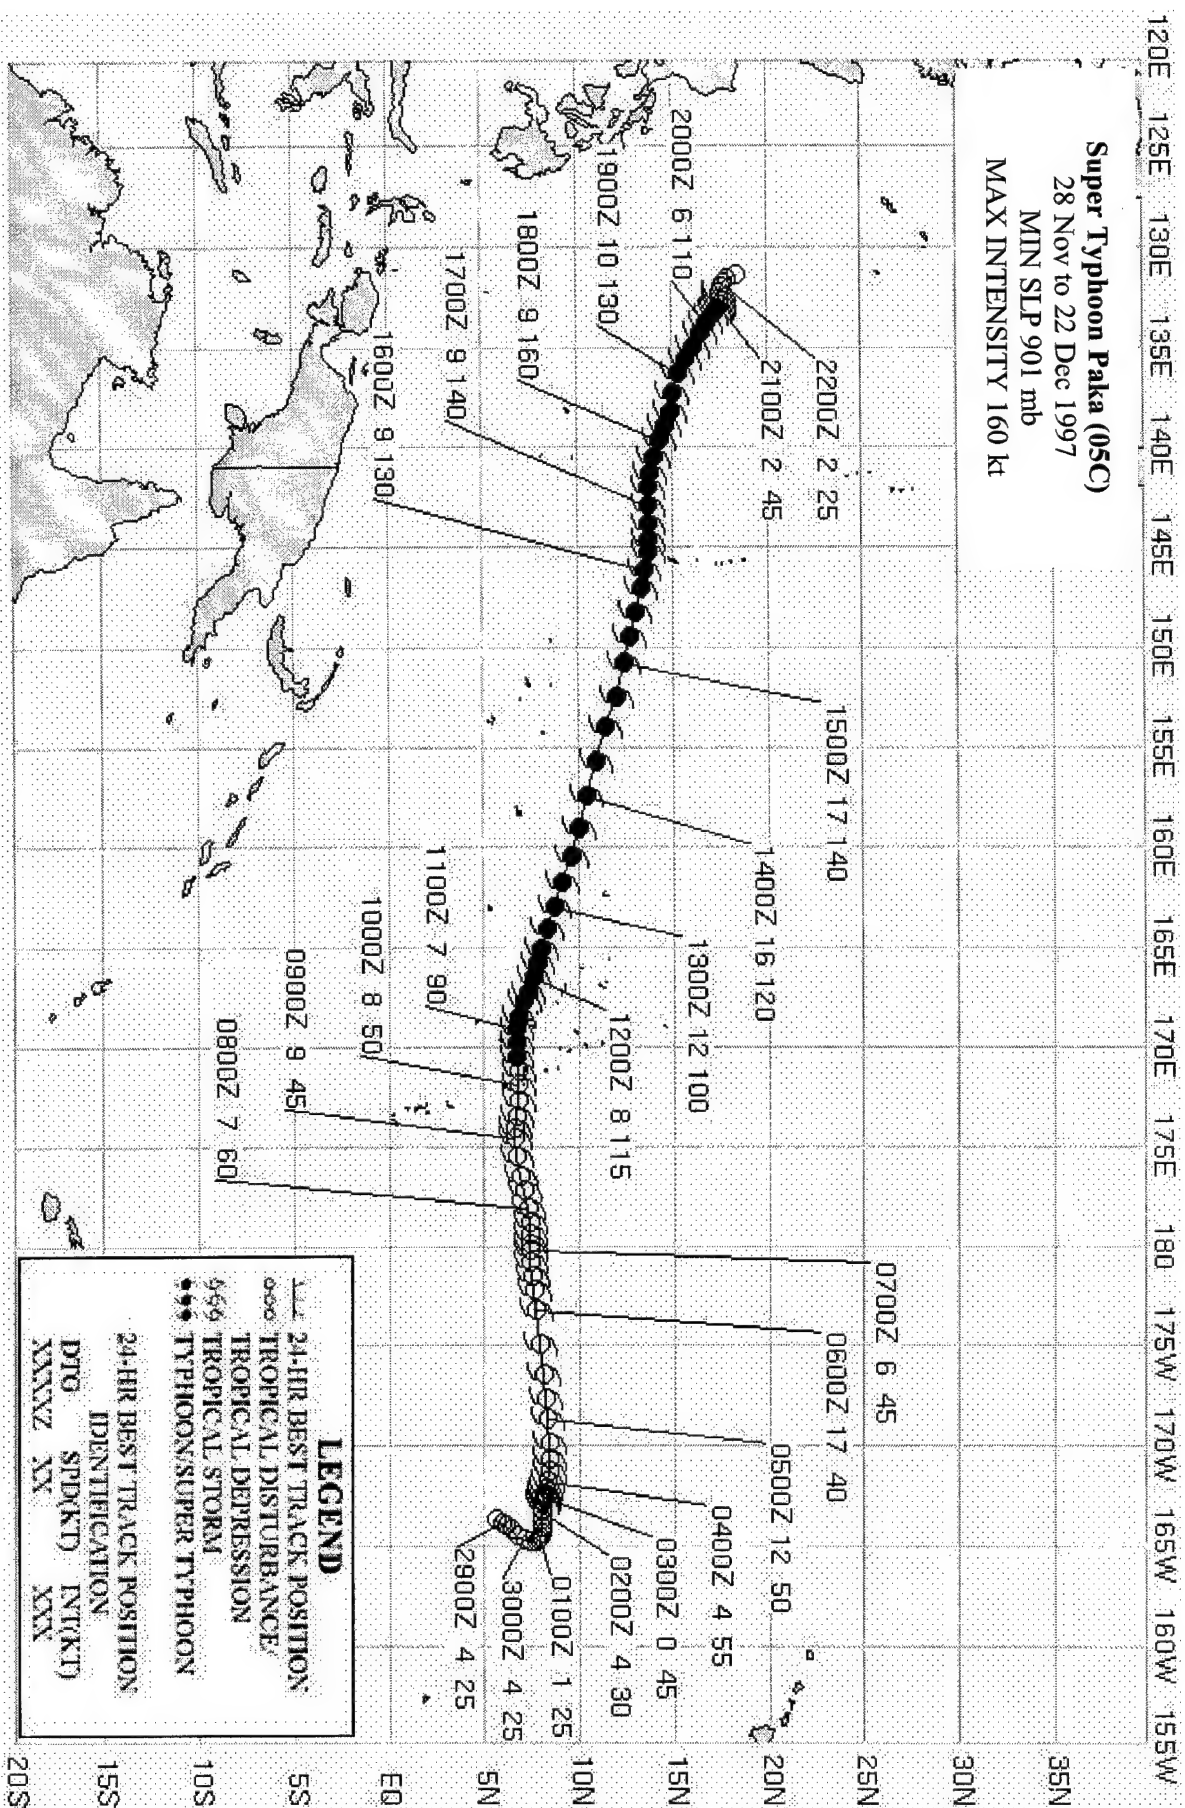 Super Typhoon Paka (05C)
28 Nov to 22 Dec 1997
MIN SLP 901 mb
MAX INTENSITY 160 kt
120E
125E
130E
135E
140E
145E
150E
155E
160E
165E
170E
175E
180
175W
170W
165W
160W
155W
35N
30N
25N
20N
15N
10N
5N
EQ
5S
10S
15S
20S
2200Z 2 25
2100Z 2 45
2000Z 6 110
1900Z 10 130
1800Z 9 160
1700Z 9 140
1600Z 9 130
1500Z 17 140
1400Z 16 120
1300Z 12 100
1200Z 8 115
1100Z 7 90
1000Z 8 50
0900Z 9 45
0800Z 7 60
0700Z 6 45
0600Z 17 40
0500Z 12 50
0400Z 4 55
0300Z 0 45
0200Z 4 30
0100Z 1 25
3000Z 4 25
2900Z 4 25
LEGEND
24-HR BEST TRACK POSITION
TROPICAL DISTURBANCE/
TROPICAL DEPRESSION
TROPICAL STORM
TYPHOON/SUPER TYPHOON
24-HR BEST TRACK POSITION
IDENTIFICATION
DTG SPD(KT) INT(KT)
XXXXZ XX XXX